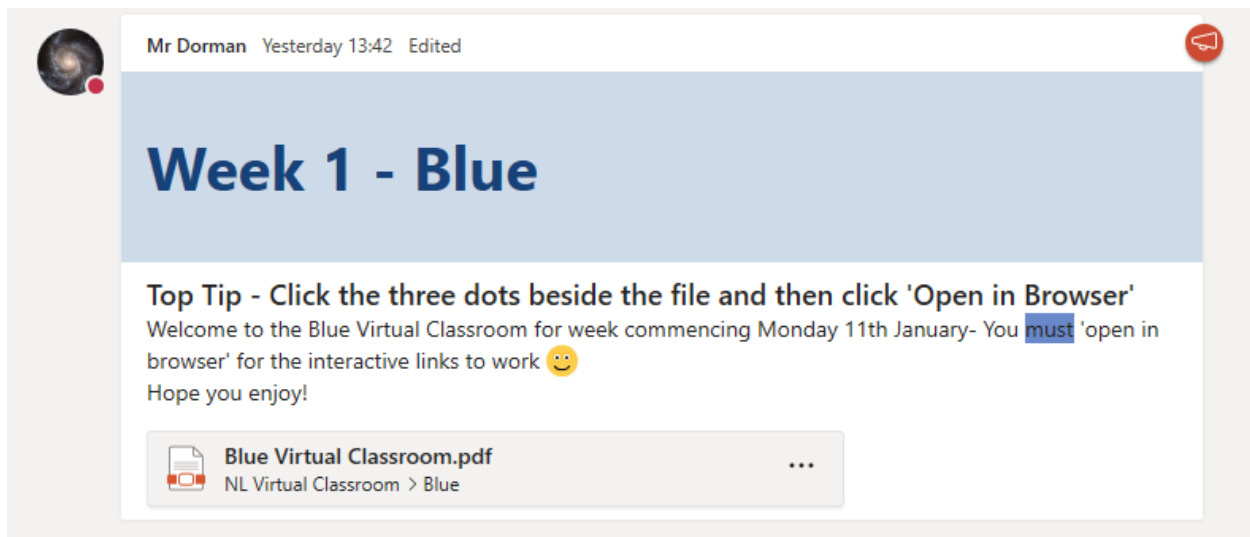 Mr Dorman Yesterday 13:42 Edited
Week 1 - Blue
Top Tip - Click the three dots beside the file and then click 'Open in Browser'
Welcome to the Blue Virtual Classroom for week commencing Monday 11th January- You must 'open in
browser' for the interactive links to work 🙂
Hope you enjoy!
Blue Virtual Classroom.pdf
NL Virtual Classroom > Blue